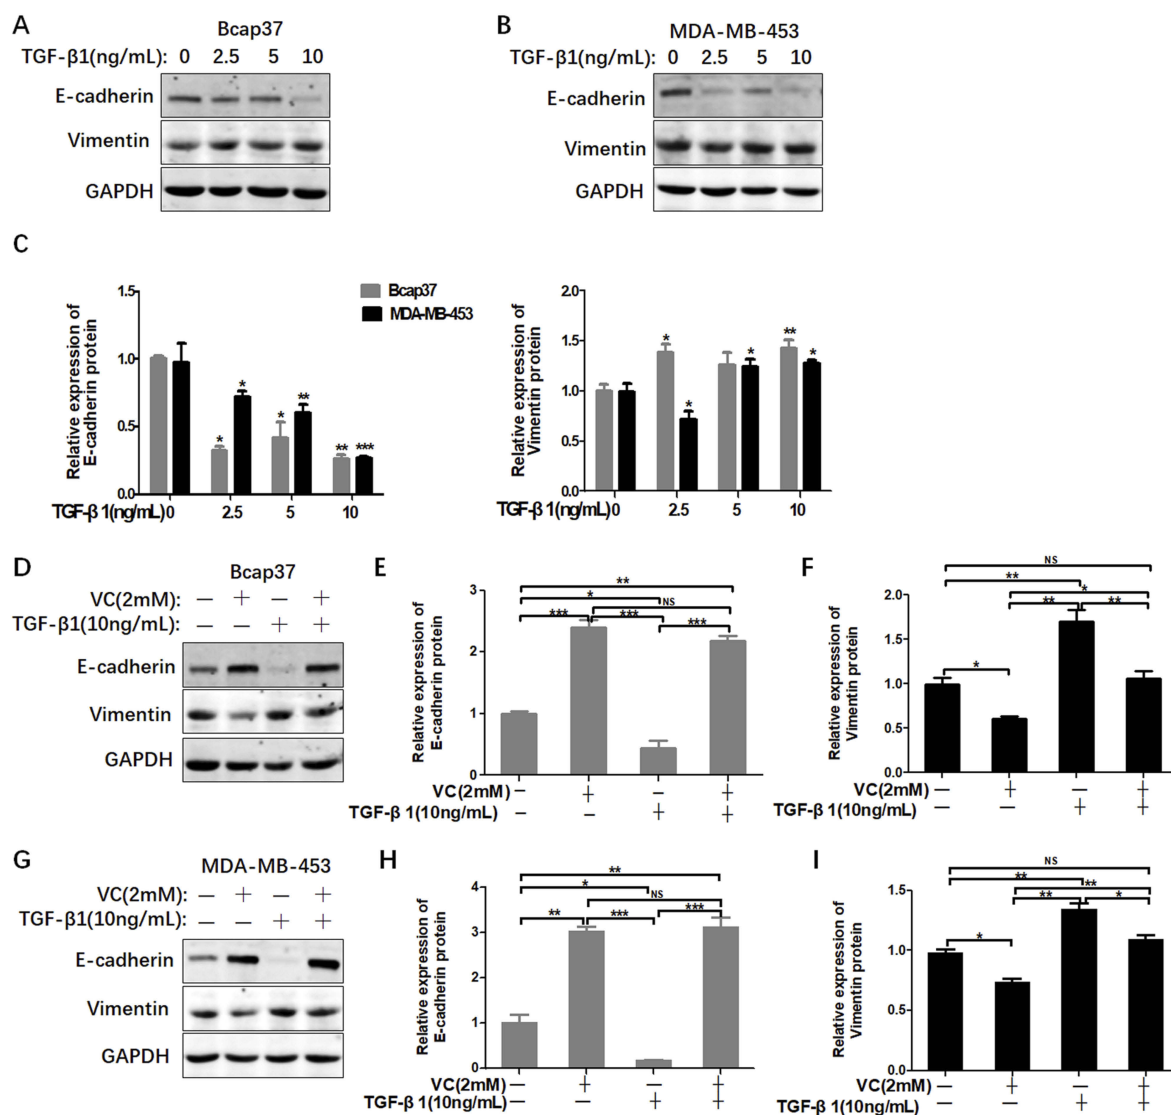 A
Bcap37
TGF-β1(ng/mL): 0 2.5 5 10
E-cadherin
Vimentin
GAPDH
B
MDA-MB-453
TGF-β1(ng/mL): 0 2.5 5 10
E-cadherin
Vimentin
GAPDH
C
Relative expression of
E-cadherin protein
1.5
1.0
0.5
0.0
Bcap37
MDA-MB-453
* * * ** ** ***
TGF-β 1(ng/mL) 0 2.5 5 10
Relative expression of
Vimentin protein
2.0
1.5
1.0
0.5
0.0
* * * ** *
TGF-β 1(ng/mL) 0 2.5 5 10
D
Bcap37
VC(2mM): — + — +
TGF-β1(10ng/mL): — — + +
E-cadherin
Vimentin
GAPDH
E
Relative expression of
E-cadherin protein
3
2
1
0
**
*
NS
*** *** ***
VC(2mM) — + — +
TGF-β 1(10ng/mL) — — + +
F
Relative expression of
Vimentin protein
2.0
1.5
1.0
0.5
0.0
NS
**
*
** **
*
VC(2mM) — + — +
TGF-β 1(10ng/mL) — — + +
G
MDA-MB-453
VC(2mM): — + — +
TGF-β1(10ng/mL): — — + +
E-cadherin
Vimentin
GAPDH
H
Relative expression of
E-cadherin protein
4
3
2
1
0
**
*
NS
** *** ***
VC(2mM) — + — +
TGF-β 1(10ng/mL) — — + +
I
Relative expression of
Vimentin protein
1.5
1.0
0.5
0.0
NS
**
**
** *
*
VC(2mM) — + — +
TGF-β 1(10ng/mL) — — + +